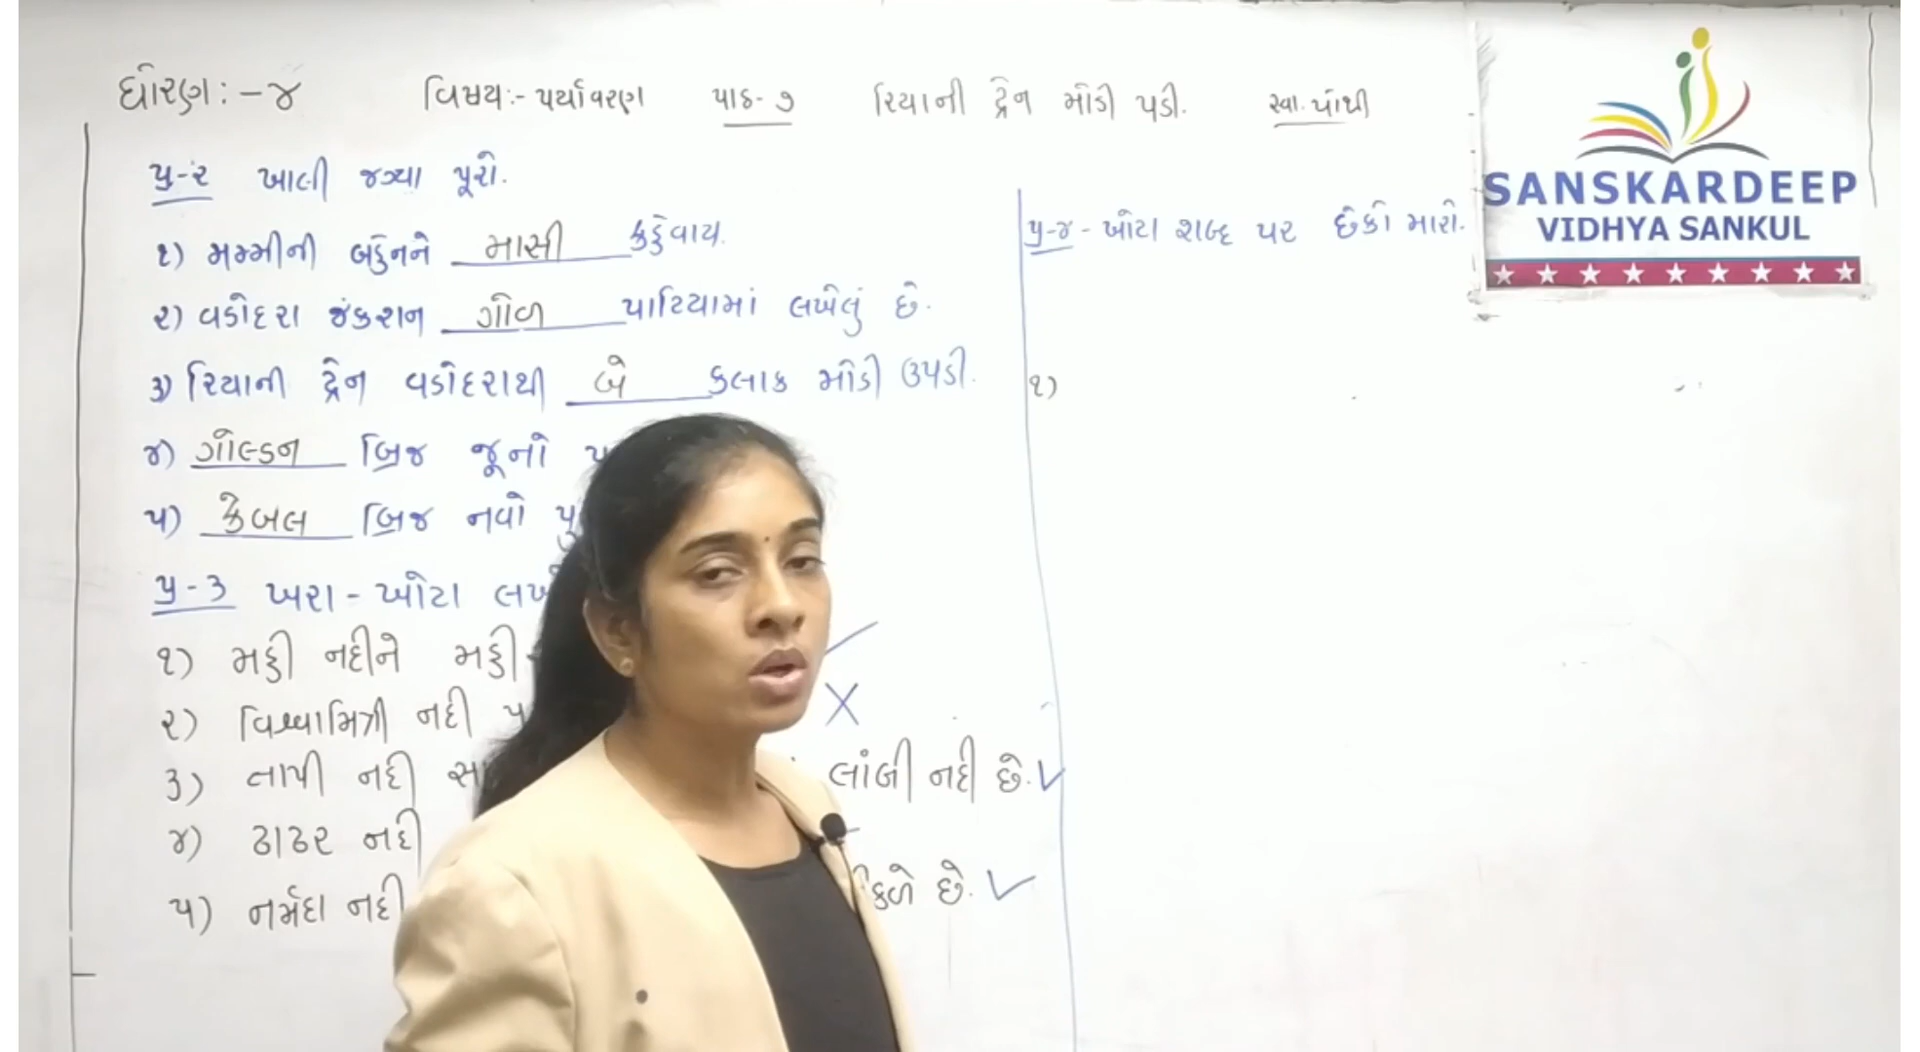 ધોરણ:-૪ વિષય:- પર્યાવરણ પાઠ-૭ રિયાની ટ્રેન મોડી પડી. સ્વા. પોથી
પ્ર-૨ ખાલી જગ્યા પૂરો.
૧) મમ્મીની બહેનને માસી કહેવાય.
૨) વડોદરા જંકશન ગોળ પાટિયામાં લખેલું છે.
૩) રિયાની ટ્રેન વડોદરાથી બે કલાક મોડી ઉપડી.
૪) ગોલ્ડન બ્રિજ જૂનો
૫) કેબલ બ્રિજ નવો
પ્ર-૩ ખરા-ખોટા
૧) મહી નદીને મહી
૨) વિશ્વામિત્રી નદી
૩) તાપી નદી લાંબી નદી છે.
૪) ઢાઢર નદી
૫) નર્મદા નદી છે.
પ્ર-૪ - ખોટા શબ્દ પર છેકો મારો.
૧)
SANSKARDEEP
VIDHYA SANKUL